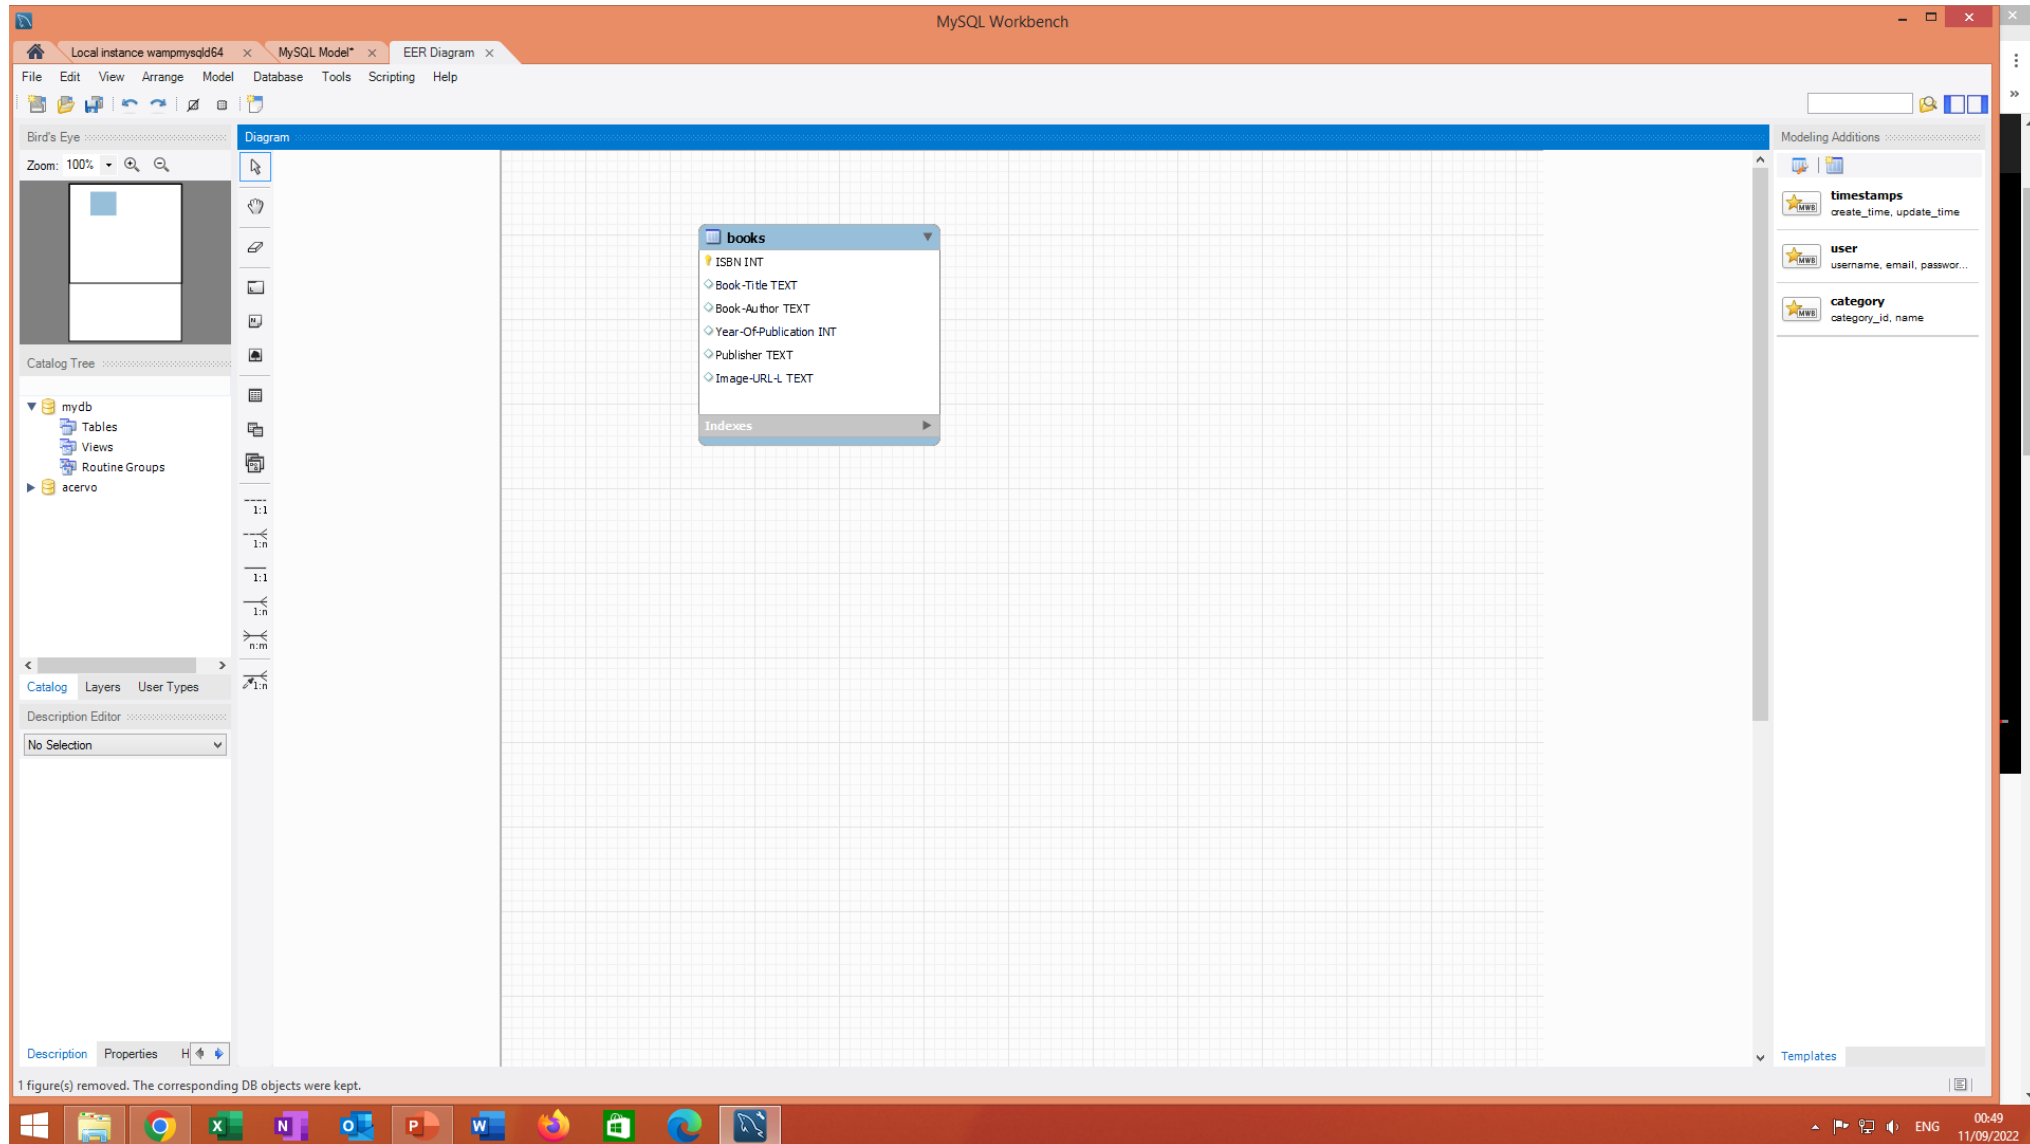 MySQL Workbench
Local instance wampmysqld64
MySQL Model*
EER Diagram
File Edit View Arrange Model Database Tools Scripting Help
Bird's Eye
Zoom: 100%
Diagram
Modeling Additions
timestamps
create_time, update_time
user
username, email, passwor...
category
category_id, name
books
ISBN INT
Book-Title TEXT
Book-Author TEXT
Year-Of-Publication INT
Publisher TEXT
Image-URL-L TEXT
Indexes
Catalog Tree
mydb
Tables
Views
Routine Groups
acervo
1:1
1:n
1:1
1:n
n:m
1:n
Catalog Layers User Types
Description Editor
No Selection
Description Properties H
Templates
1 figure(s) removed. The corresponding DB objects were kept.
ENG
00:49
11/09/2022